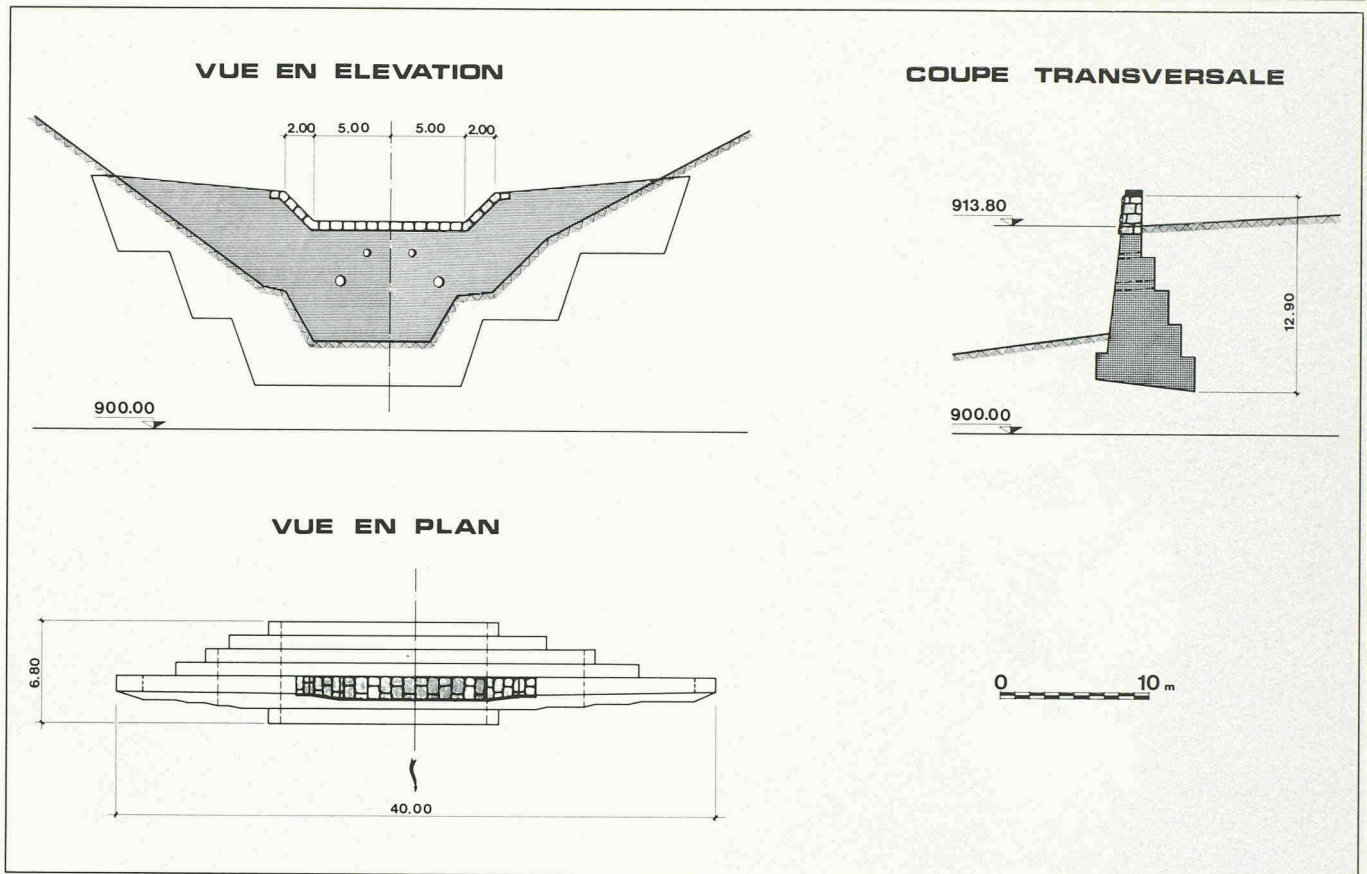 VUE EN ELEVATION
2.00 5.00 5.00 2.00
900.00
COUPE TRANSVERSALE
913.80
12.90
900.00
VUE EN PLAN
6.80
40.00
0 10 m